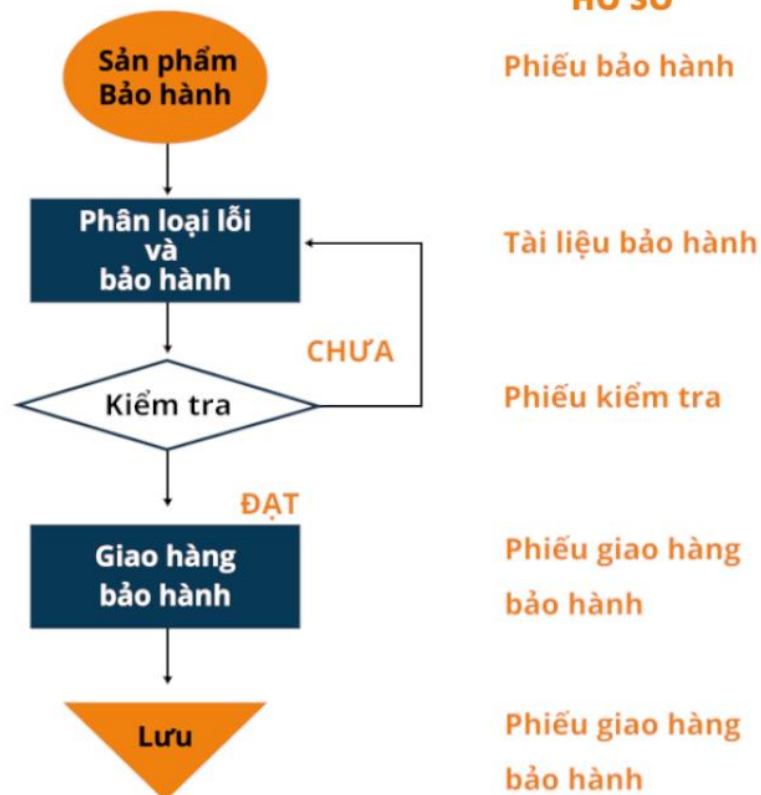 HỒ SƠ
Sản phẩm
Bảo hành
Phiếu bảo hành
Phân loại lỗi
và
bảo hành
Tài liệu bảo hành
CHƯA
Kiểm tra
Phiếu kiểm tra
ĐẠT
Giao hàng
bảo hành
Phiếu giao hàng
bảo hành
Lưu
Phiếu giao hàng
bảo hành